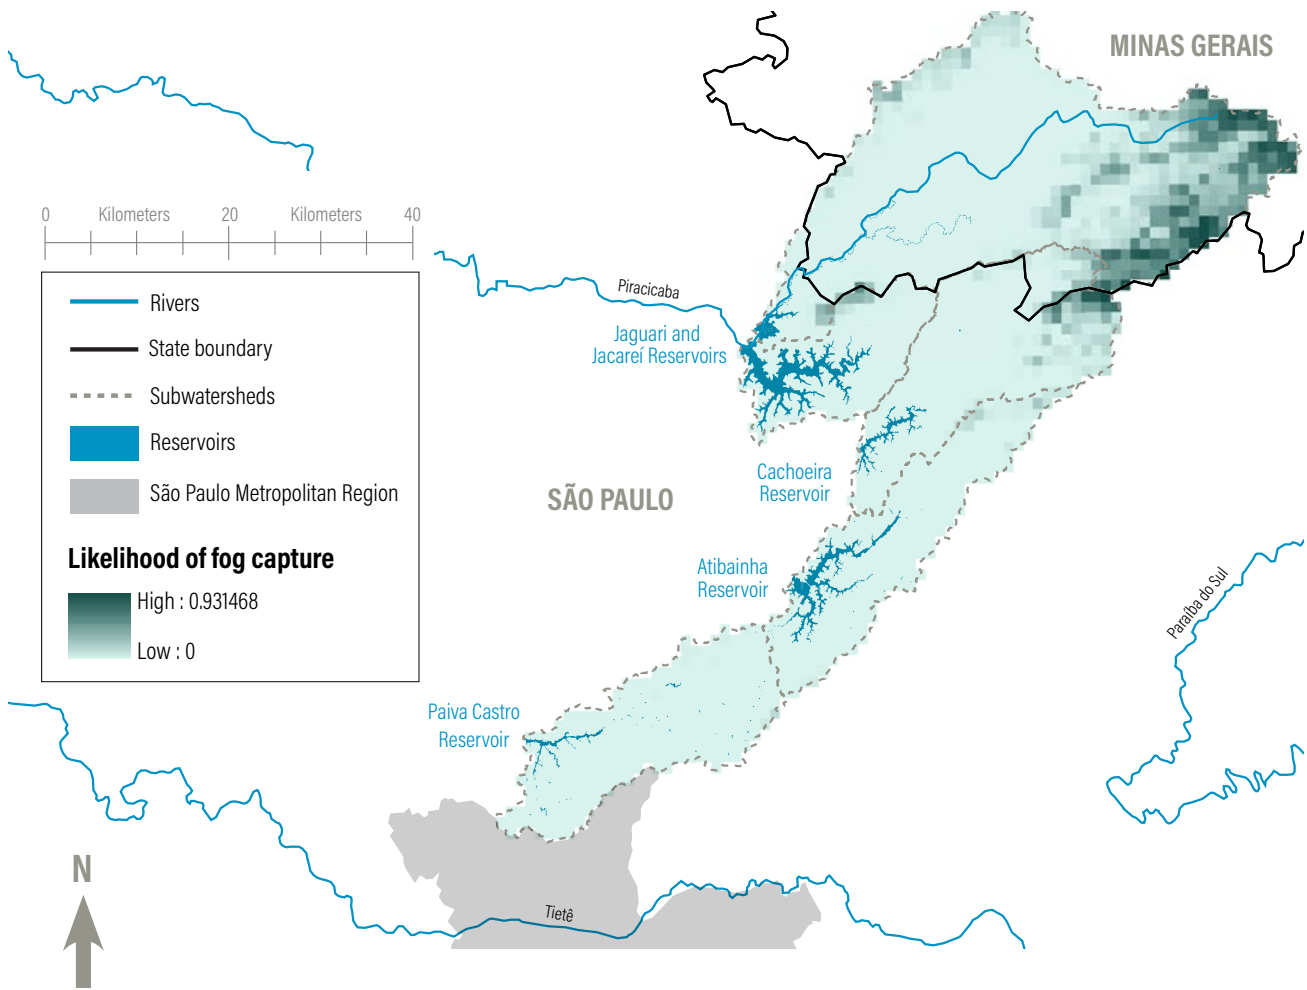 MINAS GERAIS
0 Kilometers 20 Kilometers 40
Piracicaba
Jaguari and
Jacareí Reservoirs
Rivers
State boundary
Subwatersheds
Reservoirs
São Paulo Metropolitan Region
Likelihood of fog capture
High : 0.931468
Low : 0
Cachoeira
Reservoir
SÃO PAULO
Atibainha
Reservoir
Paraíba do Sul
Paiva Castro
Reservoir
N
Tietê